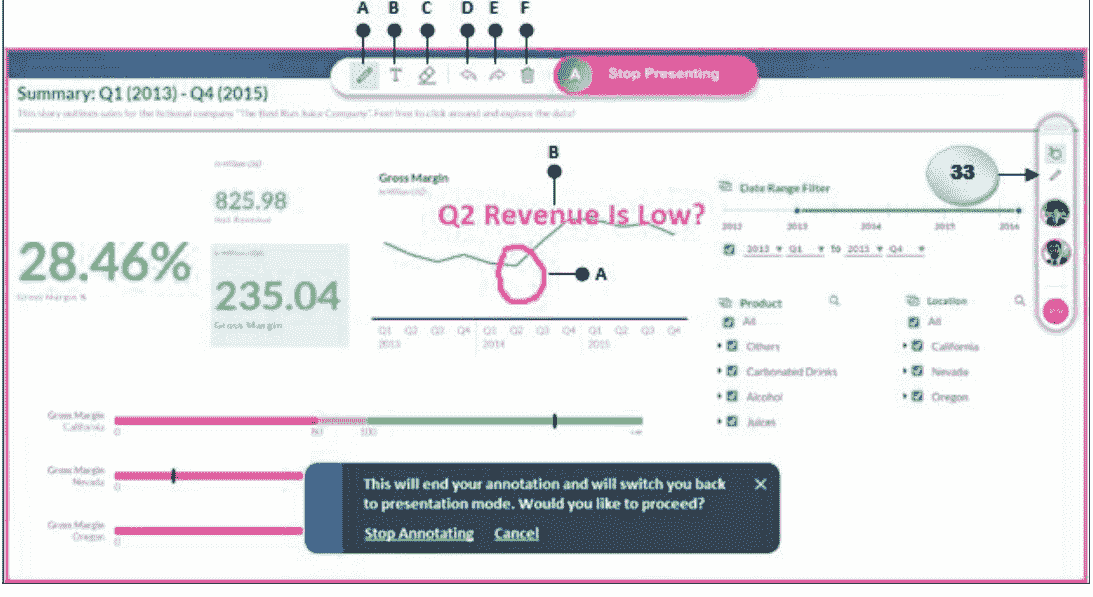 A B C D E F
A Stop Presenting
Summary: Q1 (2013) - Q4 (2015)
This story outlines sales for the fictional company "The Best Run Juice Company". Feel free to click around and explore the data!
B
33
825.98
Net Revenue
28.46%
Gross Margin %
235.04
Gross Margin
Gross Margin
Q2 Revenue Is Low?
A
Q1 Q2 Q3 Q4 Q1 Q2 Q3 Q4 Q1 Q2 Q3 Q4
2013 2014 2015
Date Range Filter
2012 2013 2014 2015 2016
2013 Q1 to 2015 Q4
Product
All
Others
Carbonated Drinks
Alcohol
Juices
Location
All
California
Nevada
Oregon
Gross Margin
California
0 80 100
Gross Margin
Nevada
0
Gross Margin
Oregon
0
This will end your annotation and will switch you back
to presentation mode. Would you like to proceed?
Stop Annotating Cancel